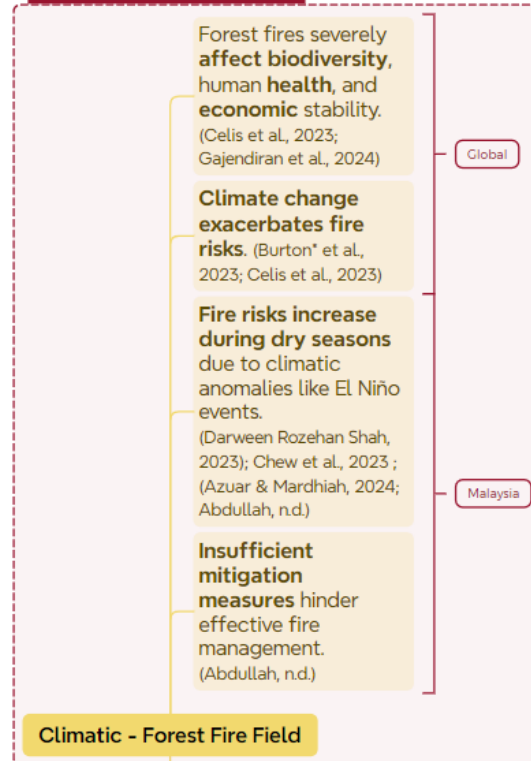 Forest fires severely
affect biodiversity,
human health, and
economic stability.
(Celis et al., 2023;
Gajendiran et al., 2024)
Global
Climate change
exacerbates fire
risks. (Burton* et al.,
2023; Celis et al., 2023)
Fire risks increase
during dry seasons
due to climatic
anomalies like El Niño
events.
(Darween Rozehan Shah,
2023); Chew et al., 2023 ;
(Azuar & Mardhiah, 2024;
Abdullah, n.d.)
Malaysia
Insufficient
mitigation
measures hinder
effective fire
management.
(Abdullah, n.d.)
Climatic - Forest Fire Field